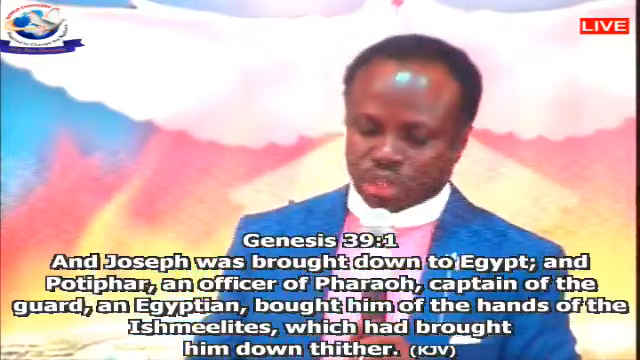 LIVE
Genesis 39:1
And Joseph was brought down to Egypt; and
Potiphar, an officer of Pharaoh, captain of the
guard, an Egyptian, bought him of the hands of the
Ishmeelites, which had brought
him down thither. (KJV)